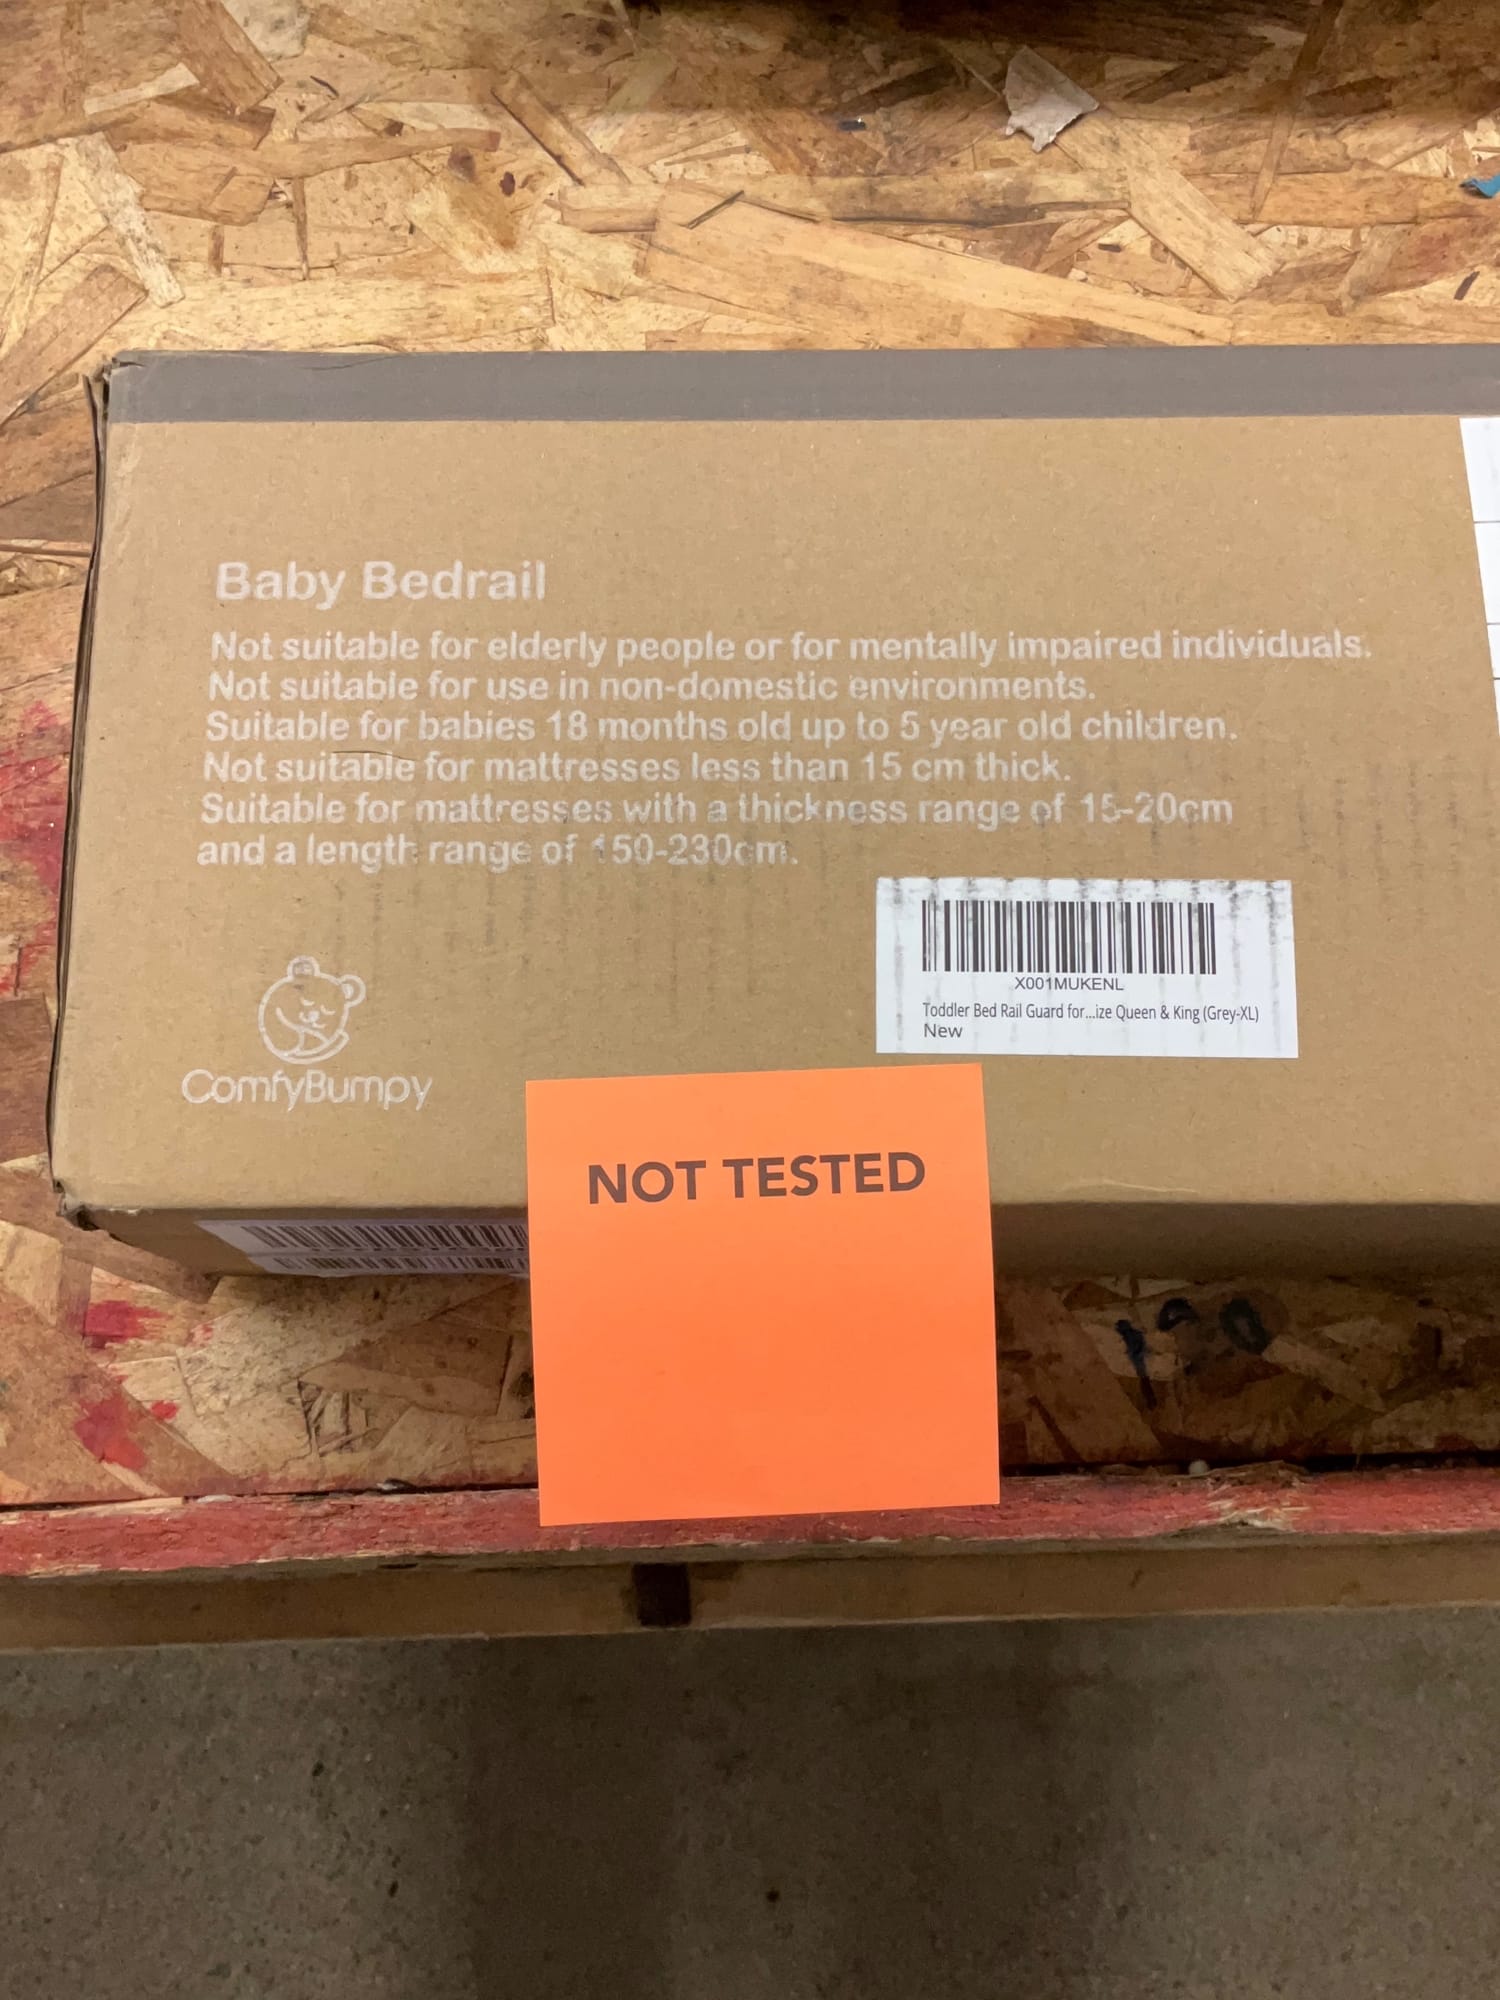 Baby Bedrail
Not suitable for elderly people or for mentally impaired individuals.
Not suitable for use in non-domestic environments.
Suitable for babies 18 months old up to 5 year old children.
Not suitable for mattresses less than 15 cm thick.
Suitable for mattresses with a thickness range of 15-20cm
and a length range of 150-230cm.
X001MUKENL
Toddler Bed Rail Guard for...ize Queen & King (Grey-XL)
New
ComfyBumpy
NOT TESTED